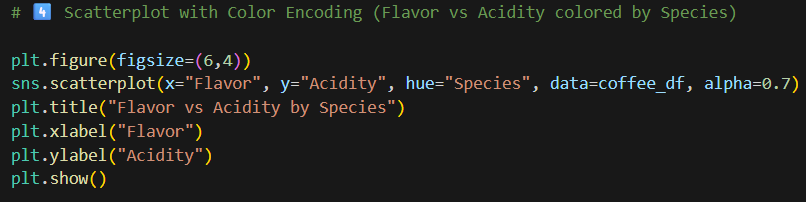 # 4️⃣ Scatterplot with Color Encoding (Flavor vs Acidity colored by Species)
plt.figure(figsize=(6,4))
sns.scatterplot(x="Flavor", y="Acidity", hue="Species", data=coffee_df, alpha=0.7)
plt.title("Flavor vs Acidity by Species")
plt.xlabel("Flavor")
plt.ylabel("Acidity")
plt.show()